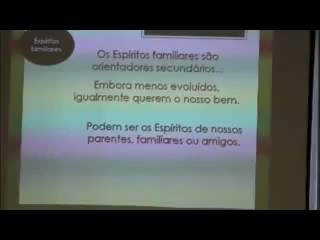 Espíritos
familiares
Os Espíritos familiares são
orientadores secundários...
Embora menos evoluídos,
igualmente querem o nosso bem.
Podem ser os Espíritos de nossos
parentes, familiares ou amigos.